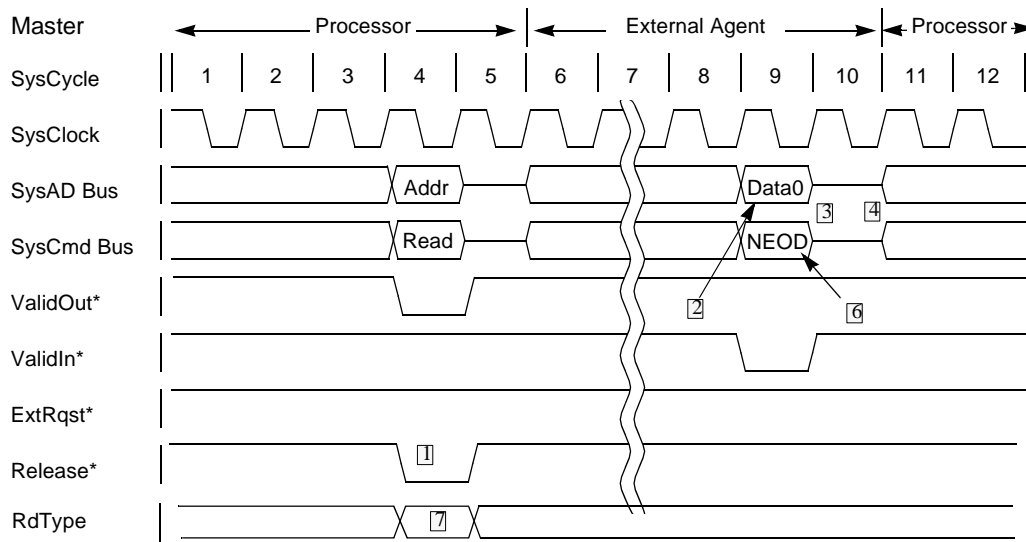 Master Processor External Agent Processor
SysCycle 1 2 3 4 5 6 7 8 9 10 11 12
SysClock
SysAD Bus Addr Data0
3 4
SysCmd Bus Read NEOD
ValidOut* 2 6
ValidIn*
ExtRqst*
Release* 1
RdType 7